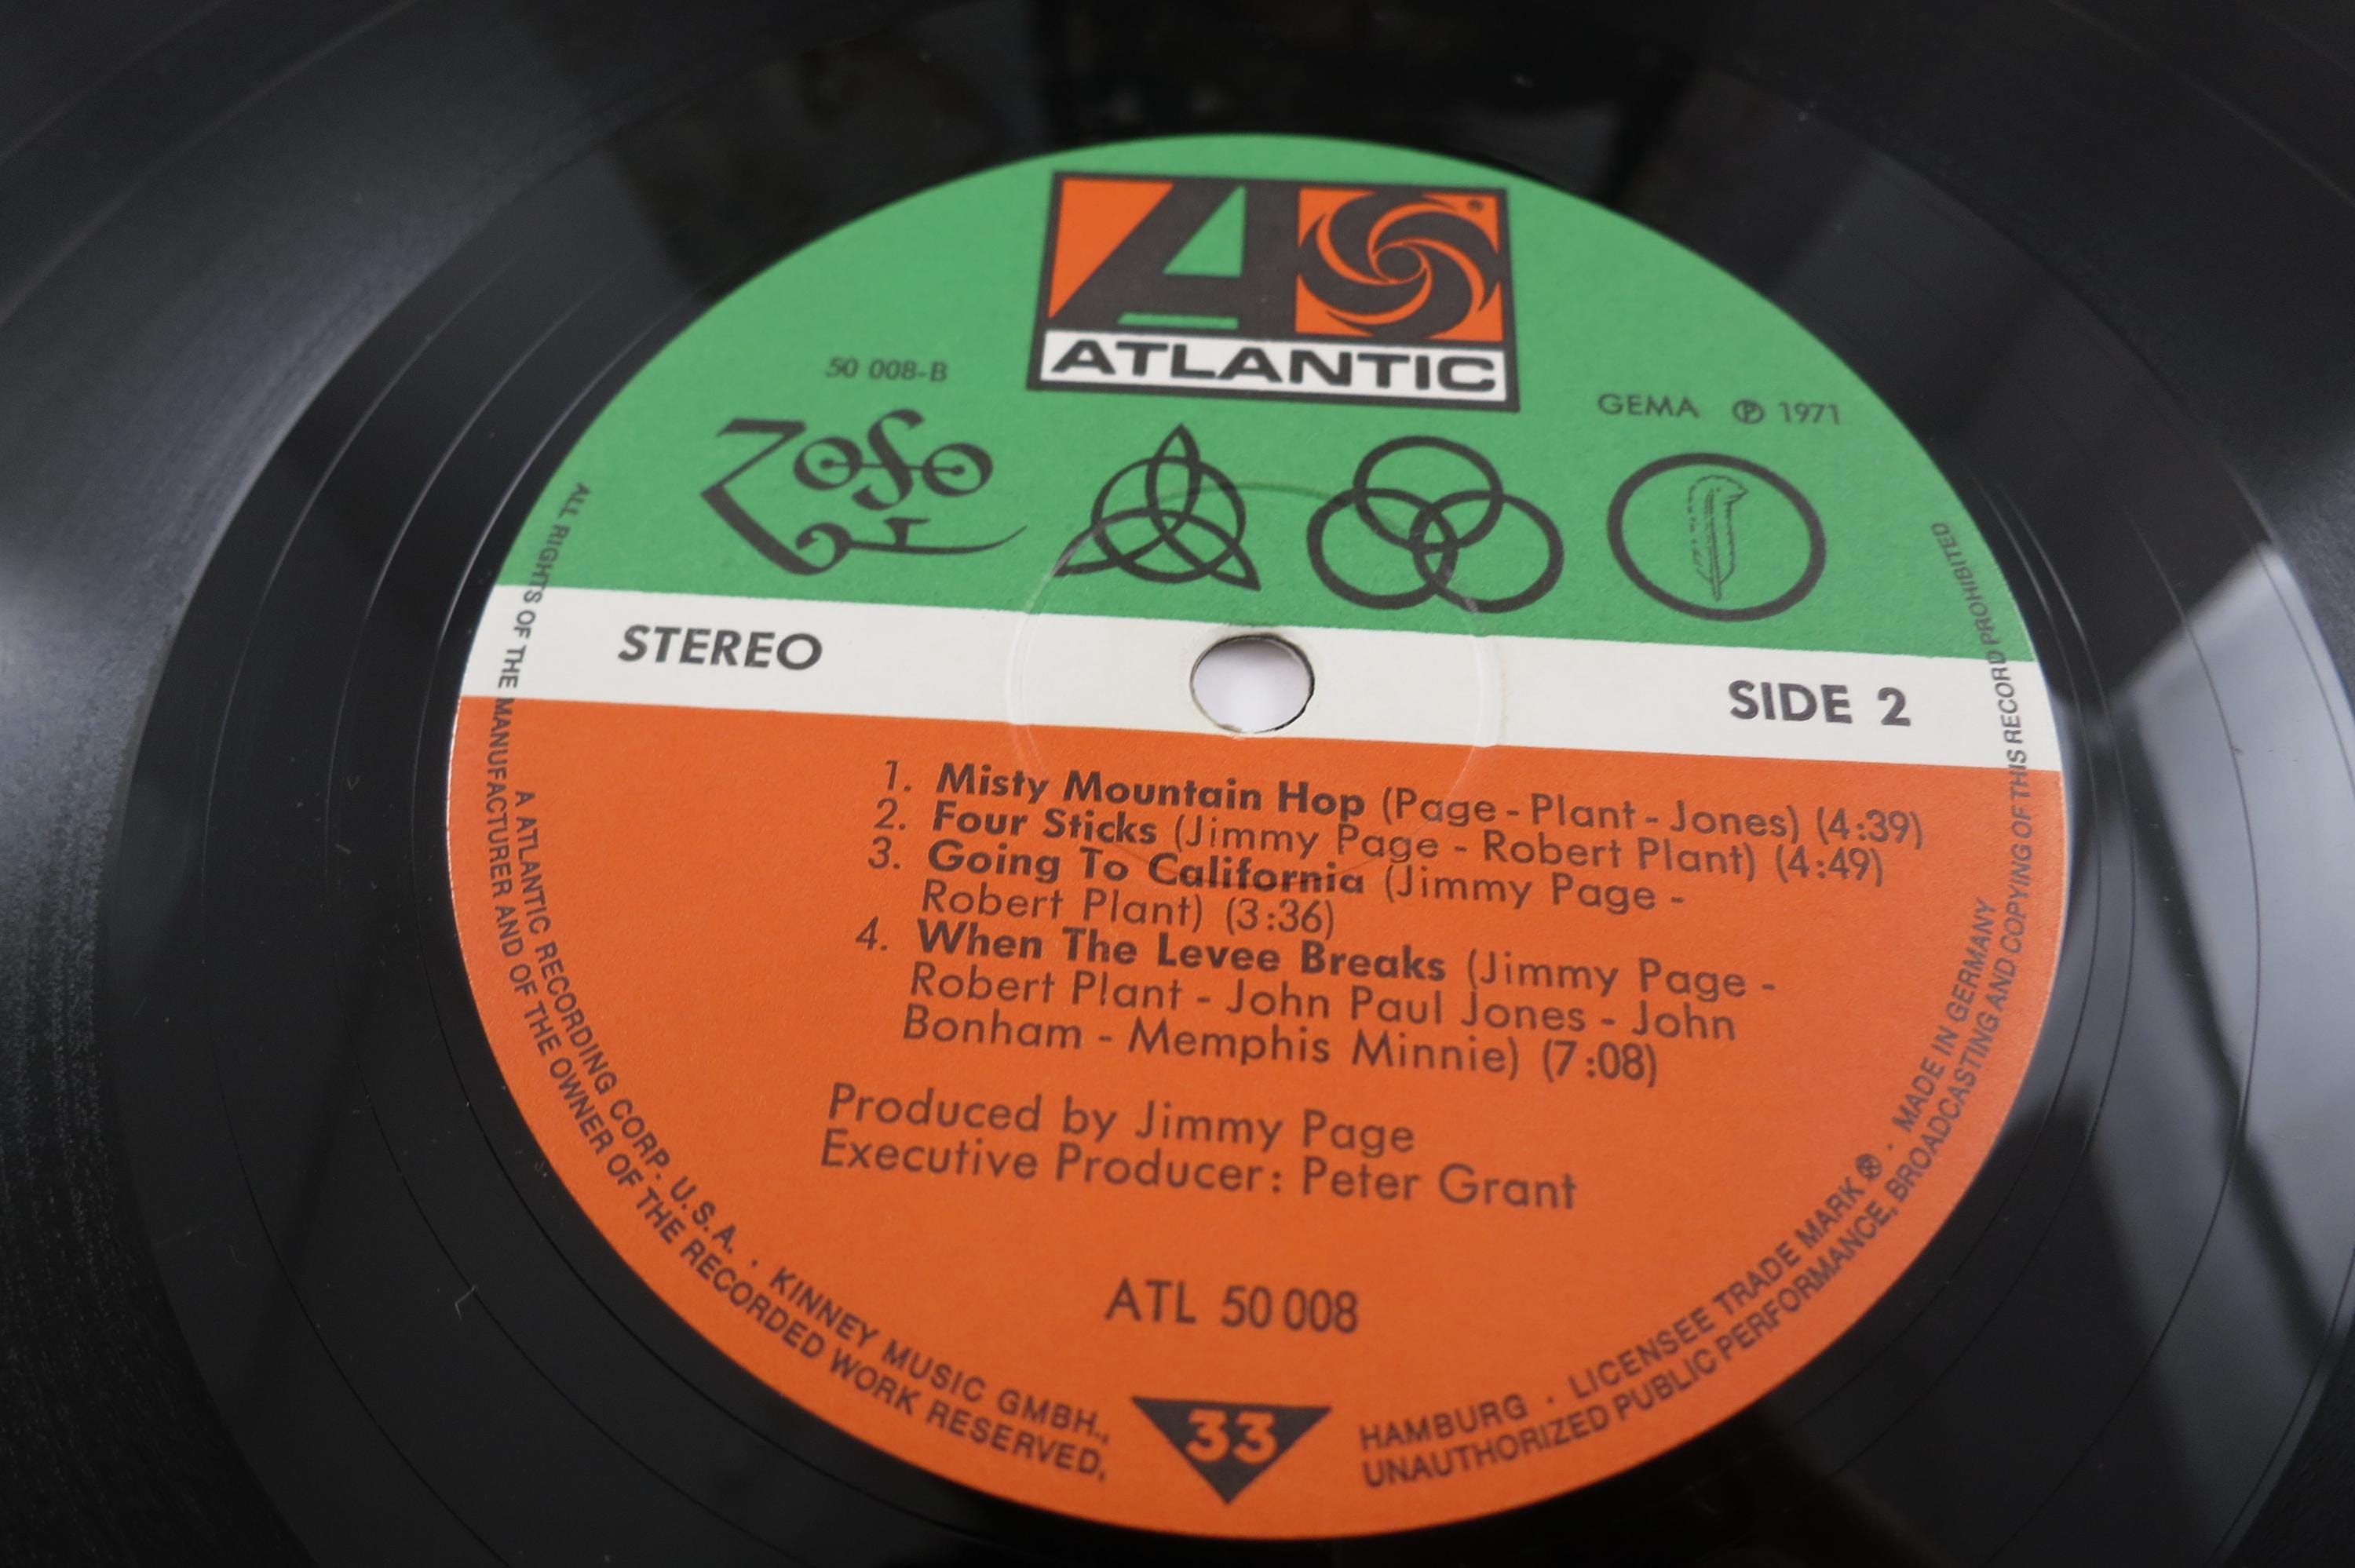 ATLANTIC
50 008-B
GEMA ℗ 1971
STEREO
SIDE 2
1. Misty Mountain Hop (Page - Plant - Jones) (4:39)
2. Four Sticks (Jimmy Page - Robert Plant) (4:49)
3. Going To California (Jimmy Page -
Robert Plant) (3:36)
4. When The Levee Breaks (Jimmy Page -
Robert Plant - John Paul Jones - John
Bonham - Memphis Minnie) (7:08)
Produced by Jimmy Page
Executive Producer: Peter Grant
ATL 50 008
33
A ATLANTIC RECORDING CORP. U.S.A. · KINNEY MUSIC GMBH., HAMBURG · LICENSEE TRADE MARK ® · MADE IN GERMANY
ALL RIGHTS OF THE MANUFACTURER AND OF THE OWNER OF THE RECORDED WORK RESERVED, UNAUTHORIZED PUBLIC PERFORMANCE, BROADCASTING AND COPYING OF THIS RECORD PROHIBITED